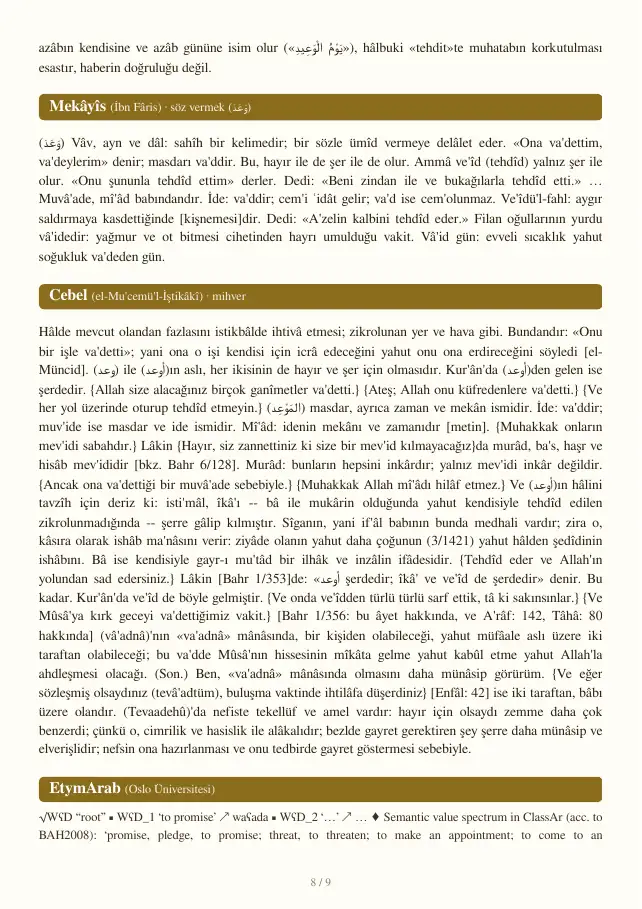 azâbın kendisine ve azâb gününe isim olur («يَوْمُ الْوَعِيدِ»), hâlbuki «tehdit»te muhatabın korkutulması
esastır, haberin doğruluğu değil.
Mekâyîs (İbn Fâris) · söz vermek (وَعَدَ)
(وَعَدَ) Vâv, ayn ve dâl: sahîh bir kelimedir; bir sözle ümîd vermeye delâlet eder. «Ona va'dettim,
va'deylerim» denir; masdarı va'ddir. Bu, hayır ile de şer ile de olur. Ammâ ve'îd (tehdîd) yalnız şer ile
olur. «Onu şununla tehdîd ettim» derler. Dedi: «Beni zindan ile ve bukağılarla tehdîd etti.» …
Muvâ'ade, mî'âd babındandır. İde: va'ddir; cem'i ʿidât gelir; va'd ise cem'olunmaz. Ve'îdü'l-fahl: aygır
saldırmaya kasdettiğinde [kişnemesi]dir. Dedi: «A'zelin kalbini tehdîd eder.» Filan oğullarının yurdu
vâ'idedir: yağmur ve ot bitmesi cihetinden hayrı umulduğu vakit. Vâ'id gün: evveli sıcaklık yahut
soğukluk va'deden gün.
Cebel (el-Mu'cemü'l-İştikâkî) · mihver
Hâlde mevcut olandan fazlasını istikbâlde ihtivâ etmesi; zikrolunan yer ve hava gibi. Bundandır: «Onu
bir işle va'detti»; yani ona o işi kendisi için icrâ edeceğini yahut onu ona erdireceğini söyledi [el-
Müncid]. (وعد) ile (أوعد)ın aslı, her ikisinin de hayır ve şer için olmasıdır. Kur'ân'da (أوعد)den gelen ise
şerdedir. {Allah size alacağınız birçok ganîmetler va'detti.} {Ateş; Allah onu küfredenlere va'detti.} {Ve
her yol üzerinde oturup tehdîd etmeyin.} (المَوْعِد) masdar, ayrıca zaman ve mekân ismidir. İde: va'ddir;
muv'ide ise masdar ve ide ismidir. Mî'âd: idenin mekânı ve zamanıdır [metin]. {Muhakkak onların
mev'idi sabahdır.} Lâkin {Hayır, siz zannettiniz ki size bir mev'id kılmayacağız}da murâd, ba's, haşr ve
hisâb mev'ididir [bkz. Bahr 6/128]. Murâd: bunların hepsini inkârdır; yalnız mev'idi inkâr değildir.
{Ancak ona va'dettiği bir muvâ'ade sebebiyle.} {Muhakkak Allah mî'âdı hilâf etmez.} Ve (أوعد)ın hâlini
tavzîh için deriz ki: isti'mâl, îkâ'ı -- bâ ile mukârin olduğunda yahut kendisiyle tehdîd edilen
zikrolunmadığında -- şerre gâlip kılmıştır. Sîganın, yani if'âl babının bunda medhali vardır; zira o,
kâsıra olarak ishâb ma'nâsını verir: ziyâde olanın yahut daha çoğunun (3/1421) yahut hâlden şedîdinin
ishâbını. Bâ ise kendisiyle gayr-ı mu'tâd bir ilhâk ve inzâlin ifâdesidir. {Tehdîd eder ve Allah'ın
yolundan sad edersiniz.} Lâkin [Bahr 1/353]de: «أوعد şerdedir; îkâ' ve ve'îd de şerdedir» denir. Bu
kadar. Kur'ân'da ve'îd de böyle gelmiştir. {Ve onda ve'îdden türlü türlü sarf ettik, tâ ki sakınsınlar.} {Ve
Mûsâ'ya kırk geceyi va'dettiğimiz vakit.} [Bahr 1/356: bu âyet hakkında, ve A'râf: 142, Tâhâ: 80
hakkında] (vâ'adnâ)'nın «va'adnâ» mânâsında, bir kişiden olabileceği, yahut müfâale aslı üzere iki
taraftan olabileceği; bu va'dde Mûsâ'nın hissesinin mîkâta gelme yahut kabûl etme yahut Allah'la
ahdleşmesi olacağı. (Son.) Ben, «va'adnâ» mânâsında olmasını daha münâsip görürüm. {Ve eğer
sözleşmiş olsaydınız (tevâ'adtüm), buluşma vaktinde ihtilâfa düşerdiniz} [Enfâl: 42] ise iki taraftan, bâbı
üzere olandır. (Tevaadehû)'da nefiste tekellüf ve amel vardır: hayır için olsaydı zemme daha çok
benzerdi; çünkü o, cimrilik ve hasislik ile alâkalıdır; bezlde gayret gerektiren şey şerre daha münâsip ve
elverişlidir; nefsin ona hazırlanması ve onu tedbirde gayret göstermesi sebebiyle.
EtymArab (Oslo Üniversitesi)
√WʕD “root” ▪ WʕD_1 ‘to promise’ ↗ waʕada ▪ WʕD_2 ‘…’ ↗ … ♦ Semantic value spectrum in ClassAr (acc. to
BAH2008): ‘promise, pledge, to promise; threat, to threaten; to make an appointment; to come to an
8 / 9